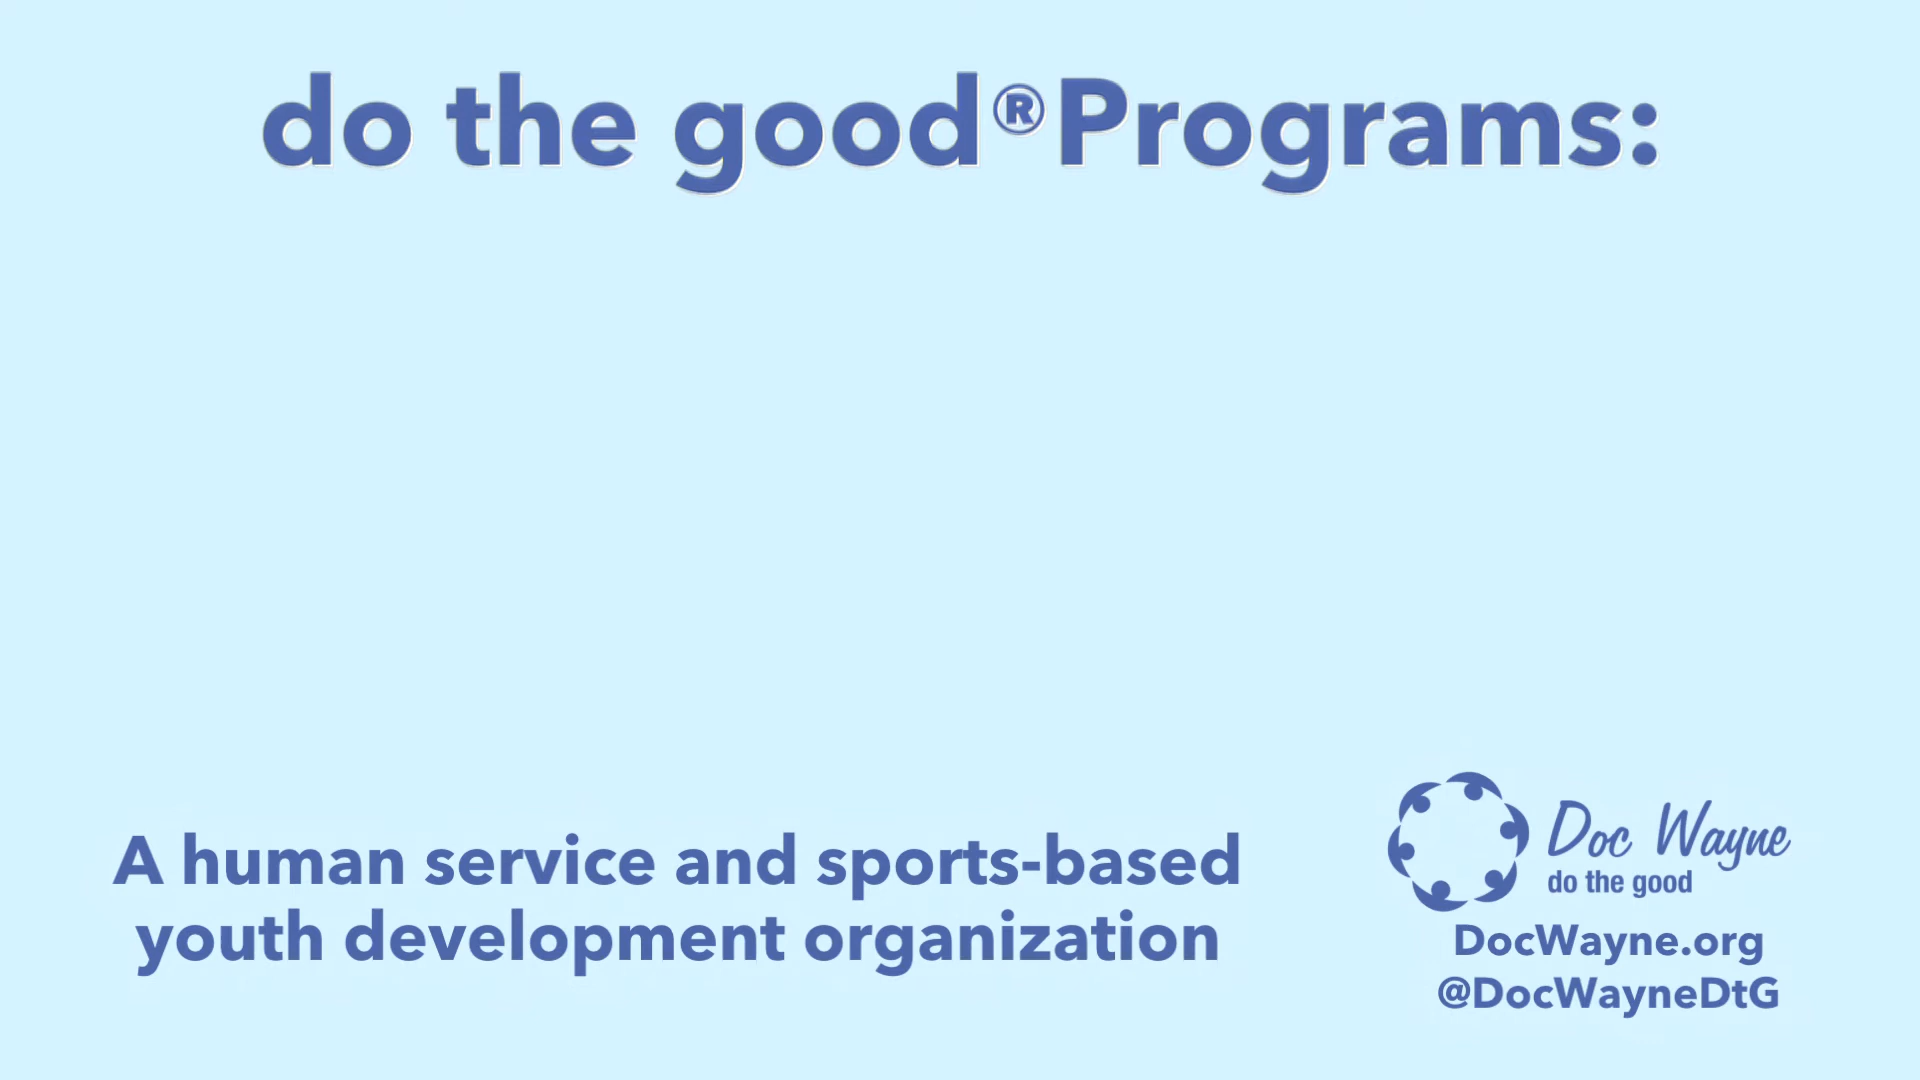 do the good® Programs:
A human service and sports-based
youth development organization
Doc Wayne
do the good
DocWayne.org
@DocWayneDtG